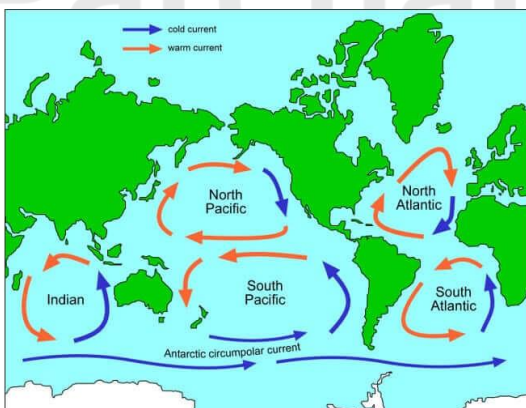 cold current
warm current
North
Pacific
North
Atlantic
Indian
South
Pacific
South
Atlantic
Antarctic circumpolar current